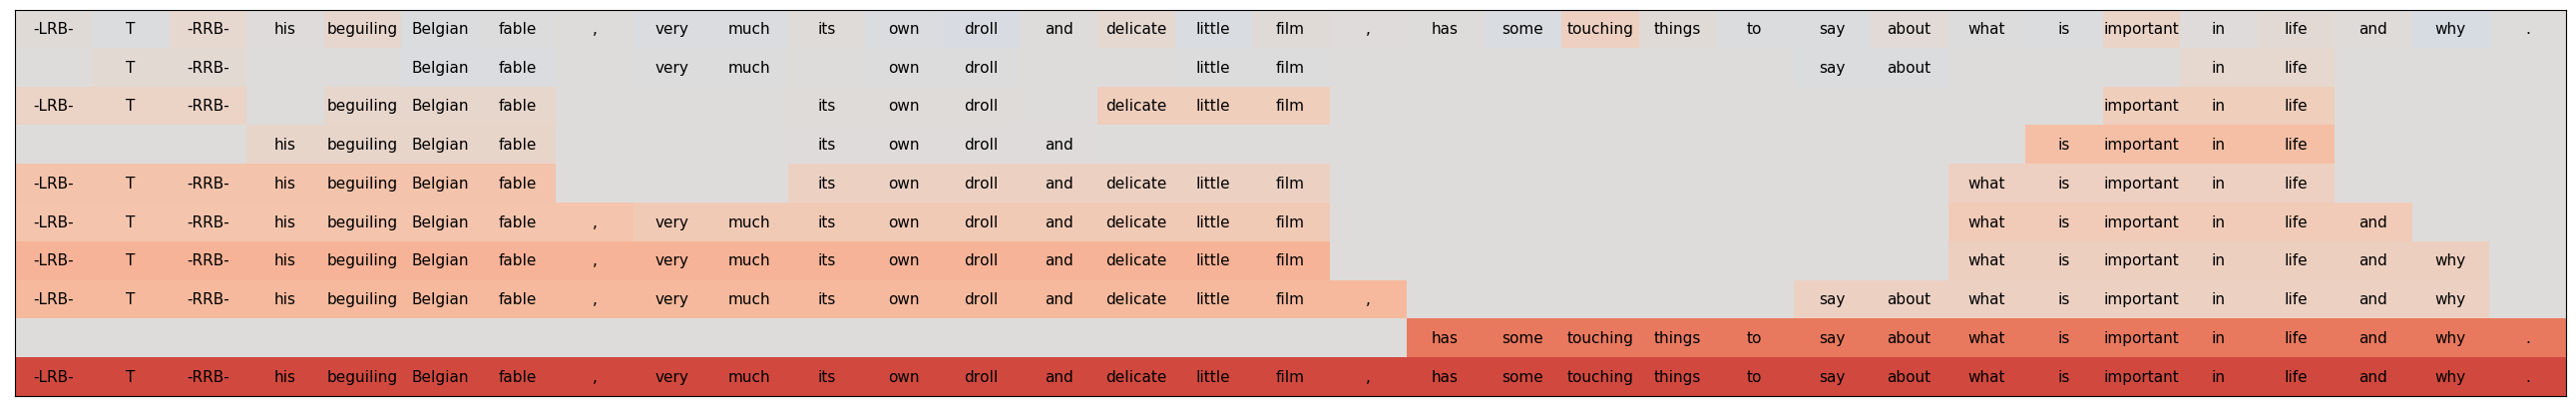 -LRB- T -RRB- his beguiling Belgian fable , very much its own droll and delicate little film , has some touching things to say about what is important in life and why .
T -RRB- Belgian fable very much own droll little film say about in life
-LRB- T -RRB- beguiling Belgian fable its own droll delicate little film important in life
his beguiling Belgian fable its own droll and is important in life
-LRB- T -RRB- his beguiling Belgian fable its own droll and delicate little film what is important in life
-LRB- T -RRB- his beguiling Belgian fable , very much its own droll and delicate little film what is important in life and
-LRB- T -RRB- his beguiling Belgian fable , very much its own droll and delicate little film what is important in life and why
-LRB- T -RRB- his beguiling Belgian fable , very much its own droll and delicate little film , say about what is important in life and why
has some touching things to say about what is important in life and why .
-LRB- T -RRB- his beguiling Belgian fable , very much its own droll and delicate little film , has some touching things to say about what is important in life and why .